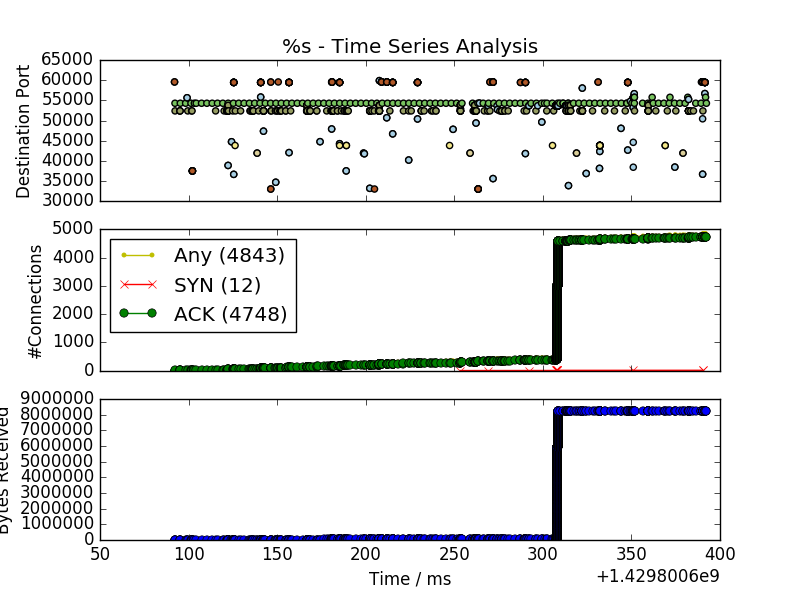 %s - Time Series Analysis
Destination Port
65000
60000
55000
50000
45000
40000
35000
30000
#Connections
5000
4000
3000
2000
1000
0
Any (4843)
SYN (12)
ACK (4748)
Bytes Received
9000000
8000000
7000000
6000000
5000000
4000000
3000000
2000000
1000000
0
50 100 150 200 250 300 350 400
Time / ms
+1.4298006e9